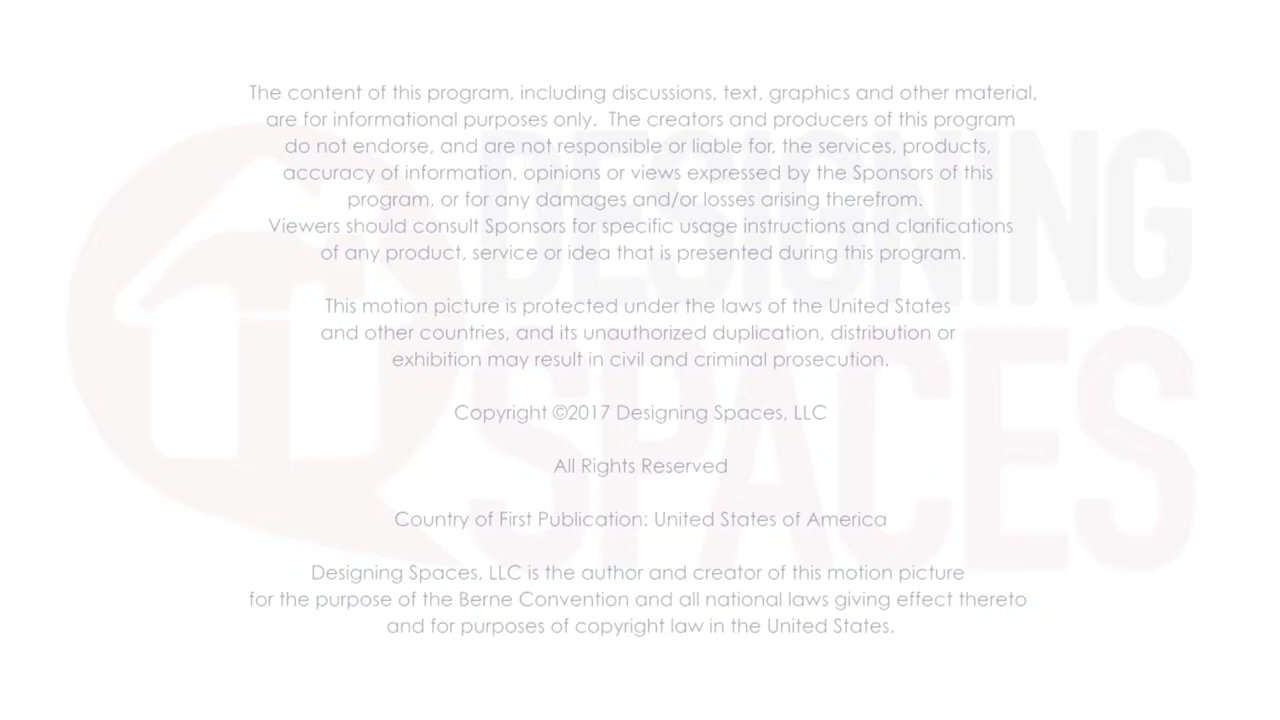 The content of this program, including discussions, text, graphics and other material,
are for informational purposes only.  The creators and producers of this program
do not endorse, and are not responsible or liable for, the services, products,
accuracy of information, opinions or views expressed by the Sponsors of this
program, or for any damages and/or losses arising therefrom.
Viewers should consult Sponsors for specific usage instructions and clarifications
of any product, service or idea that is presented during this program.
This motion picture is protected under the laws of the United States
and other countries, and its unauthorized duplication, distribution or
exhibition may result in civil and criminal prosecution.
Copyright ©2017 Designing Spaces, LLC
All Rights Reserved
Country of First Publication: United States of America
Designing Spaces, LLC is the author and creator of this motion picture
for the purpose of the Berne Convention and all national laws giving effect thereto
and for purposes of copyright law in the United States.
DESIGNING
SPACES